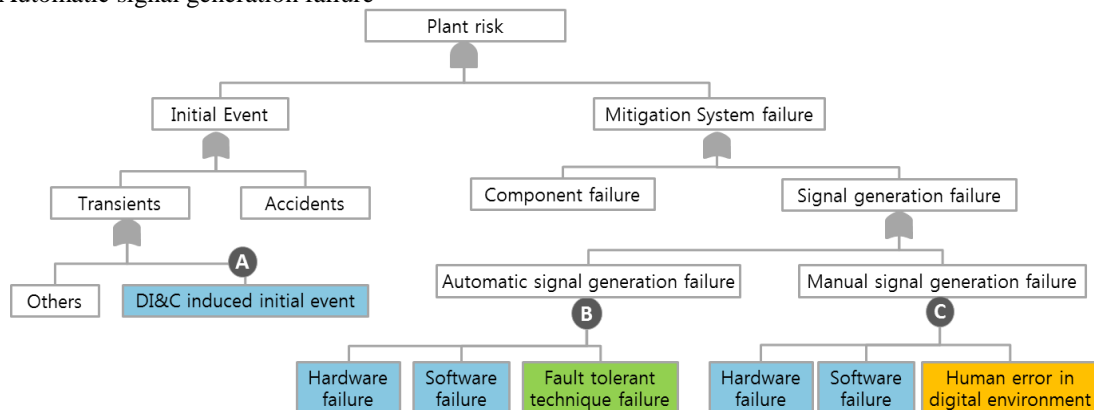 Automatic signal generation failure
Plant risk
Initial Event
Mitigation System failure
Transients
Accidents
Component failure
Signal generation failure
A
Others
DI&C induced initial event
Automatic signal generation failure
Manual signal generation failure
B
C
Hardware
failure
Software
failure
Fault tolerant
technique failure
Hardware
failure
Software
failure
Human error in
digital environment